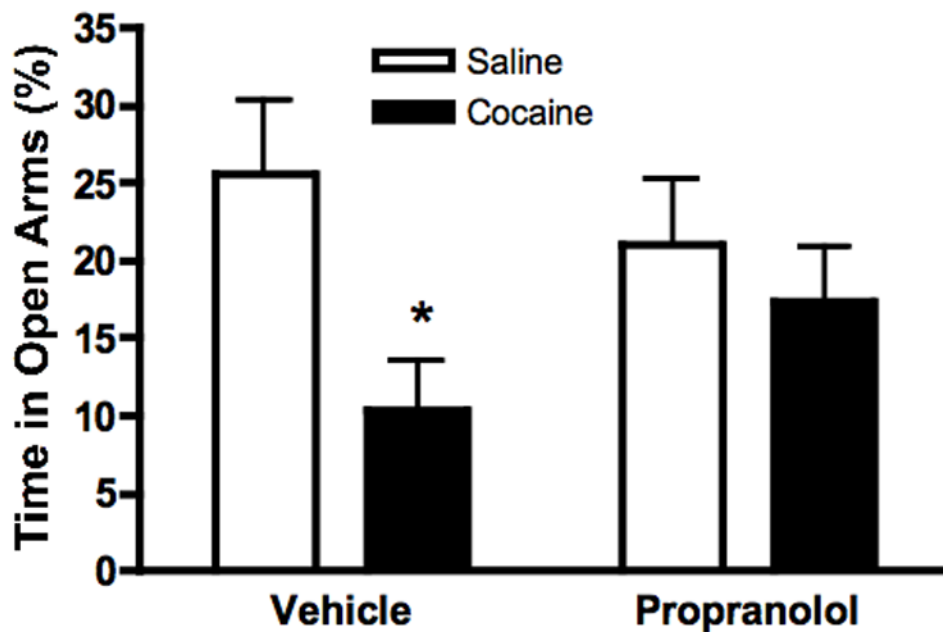 Time in Open Arms (%)
35
30
25
20
15
10
5
0
Saline
Cocaine
*
Vehicle
Propranolol